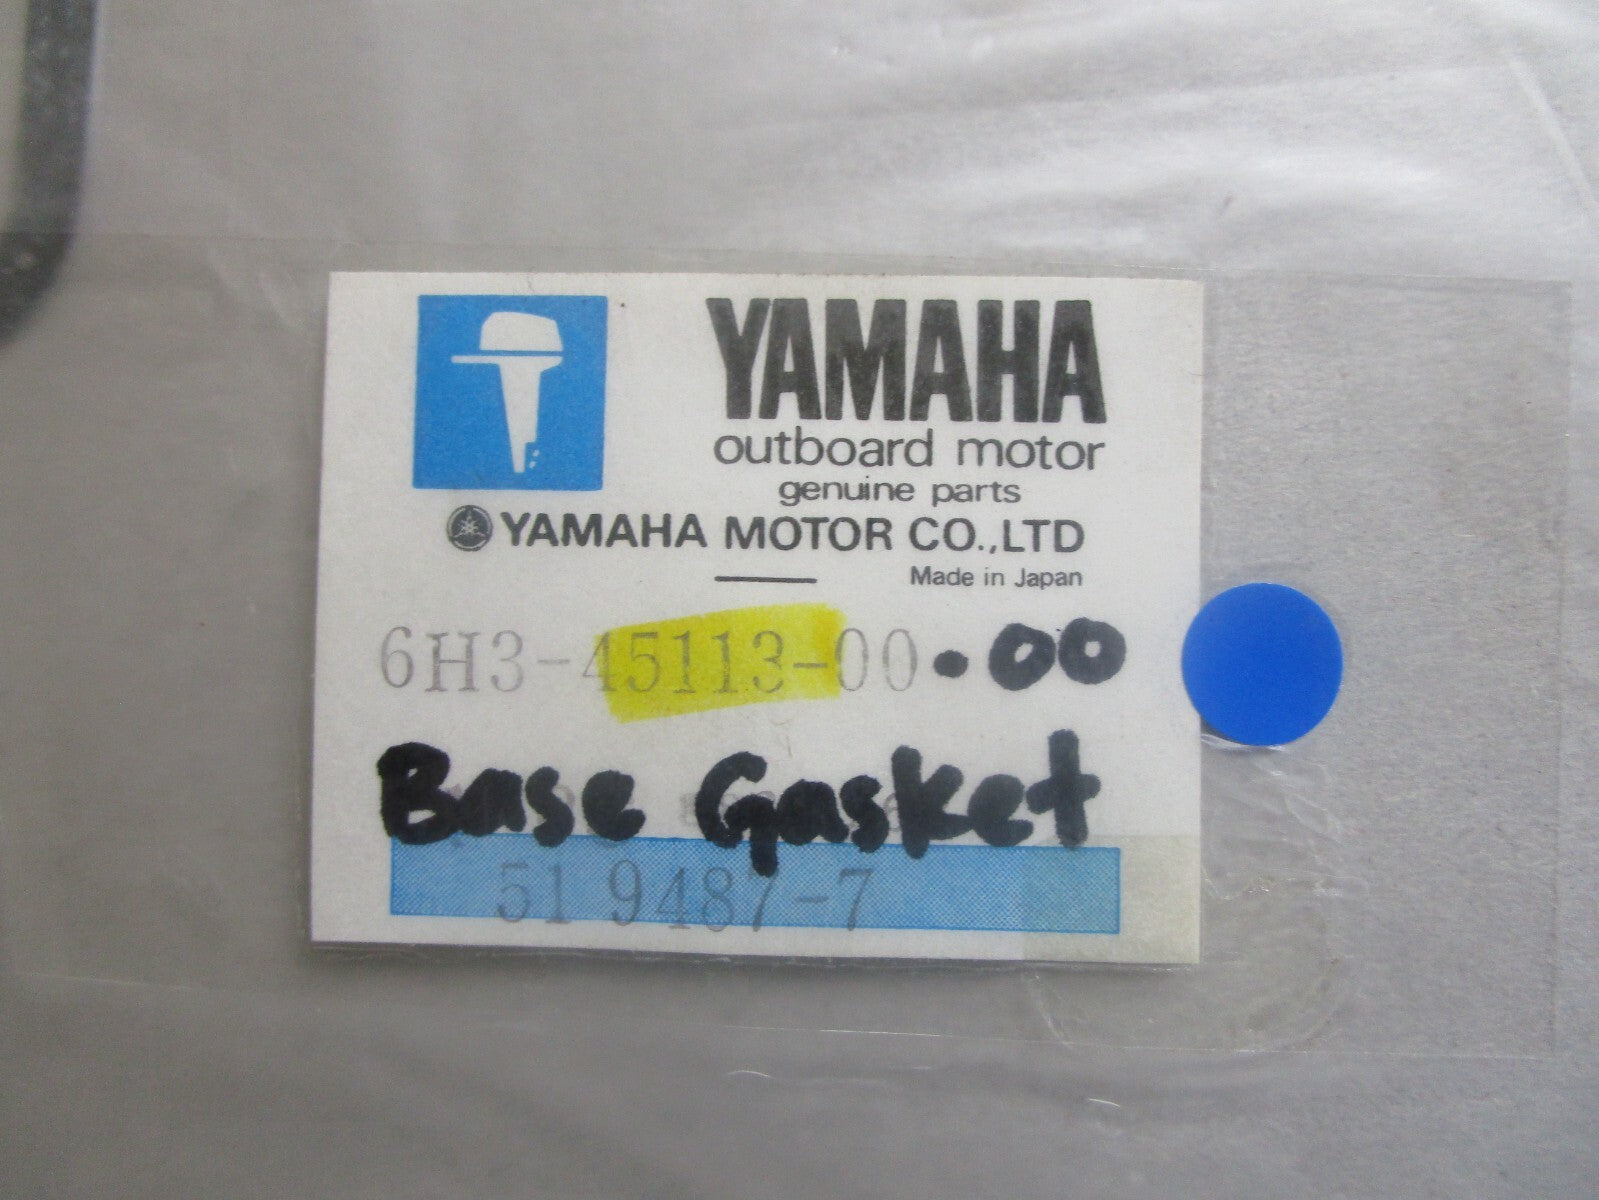 YAMAHA
outboard motor
genuine parts
YAMAHA MOTOR CO.,LTD
Made in Japan
6H3-45113-00.00
Base Gasket
51 9487-7